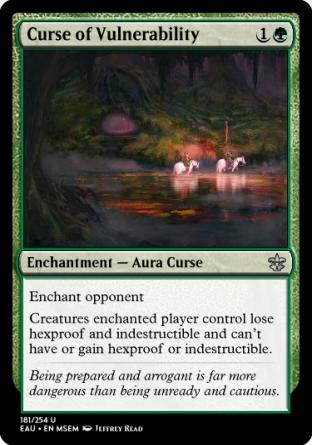 Curse of Vulnerability 1
Enchantment — Aura Curse
Enchant opponent
Creatures enchanted player control lose
hexproof and indestructible and can't
have or gain hexproof or indestructible.
Being prepared and arrogant is far more
dangerous than being unready and cautious.
181/254 U
EAU • EN MSEM Jeffrey Read